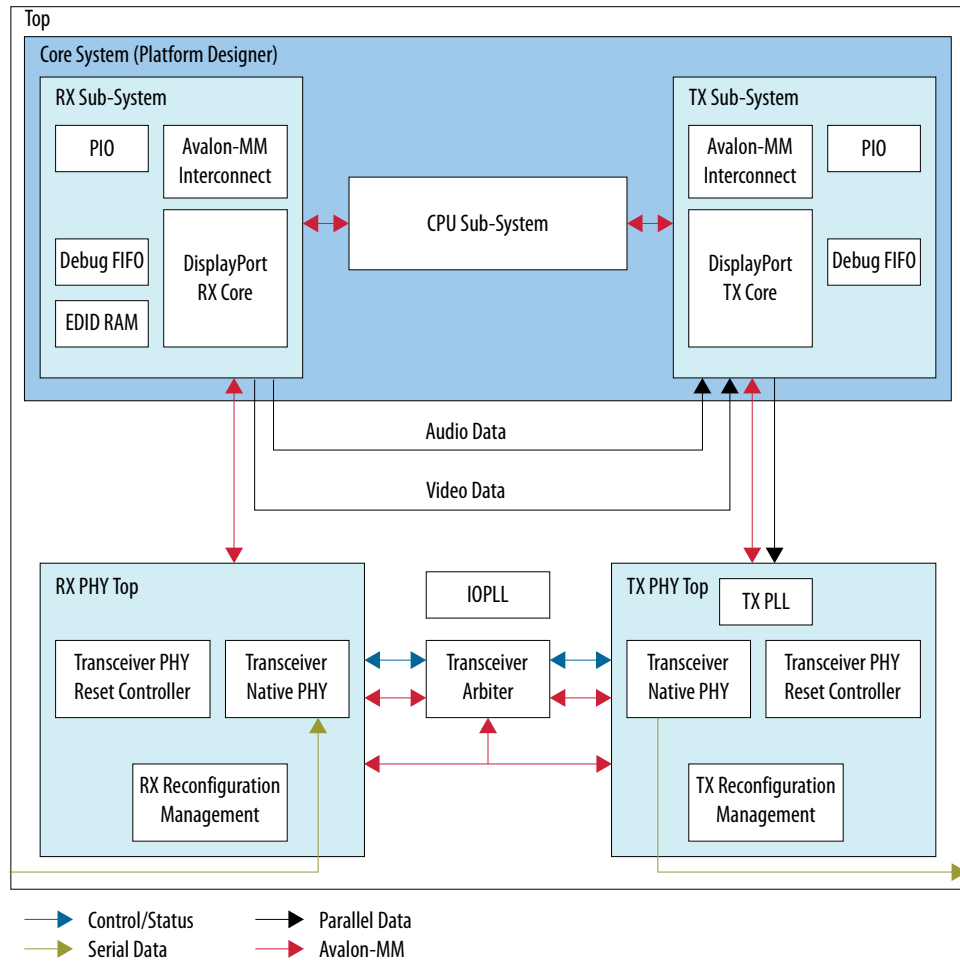 Top
Core System (Platform Designer)
RX Sub-System
PIO
Avalon-MM
Interconnect
Debug FIFO
EDID RAM
DisplayPort
RX Core
CPU Sub-System
TX Sub-System
Avalon-MM
Interconnect
PIO
DisplayPort
TX Core
Debug FIFO
Audio Data
Video Data
RX PHY Top
Transceiver PHY
Reset Controller
Transceiver
Native PHY
RX Reconfiguration
Management
IOPLL
Transceiver
Arbiter
TX PHY Top
TX PLL
Transceiver
Native PHY
Transceiver PHY
Reset Controller
TX Reconfiguration
Management
Control/Status
Parallel Data
Serial Data
Avalon-MM